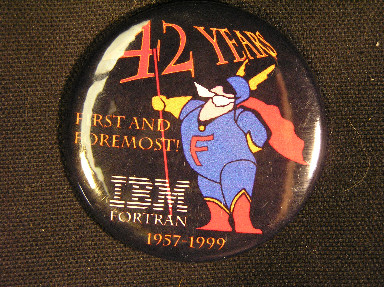 42 YEARS
FIRST AND
FOREMOST!
F
IBM
FORTRAN
1957-1999